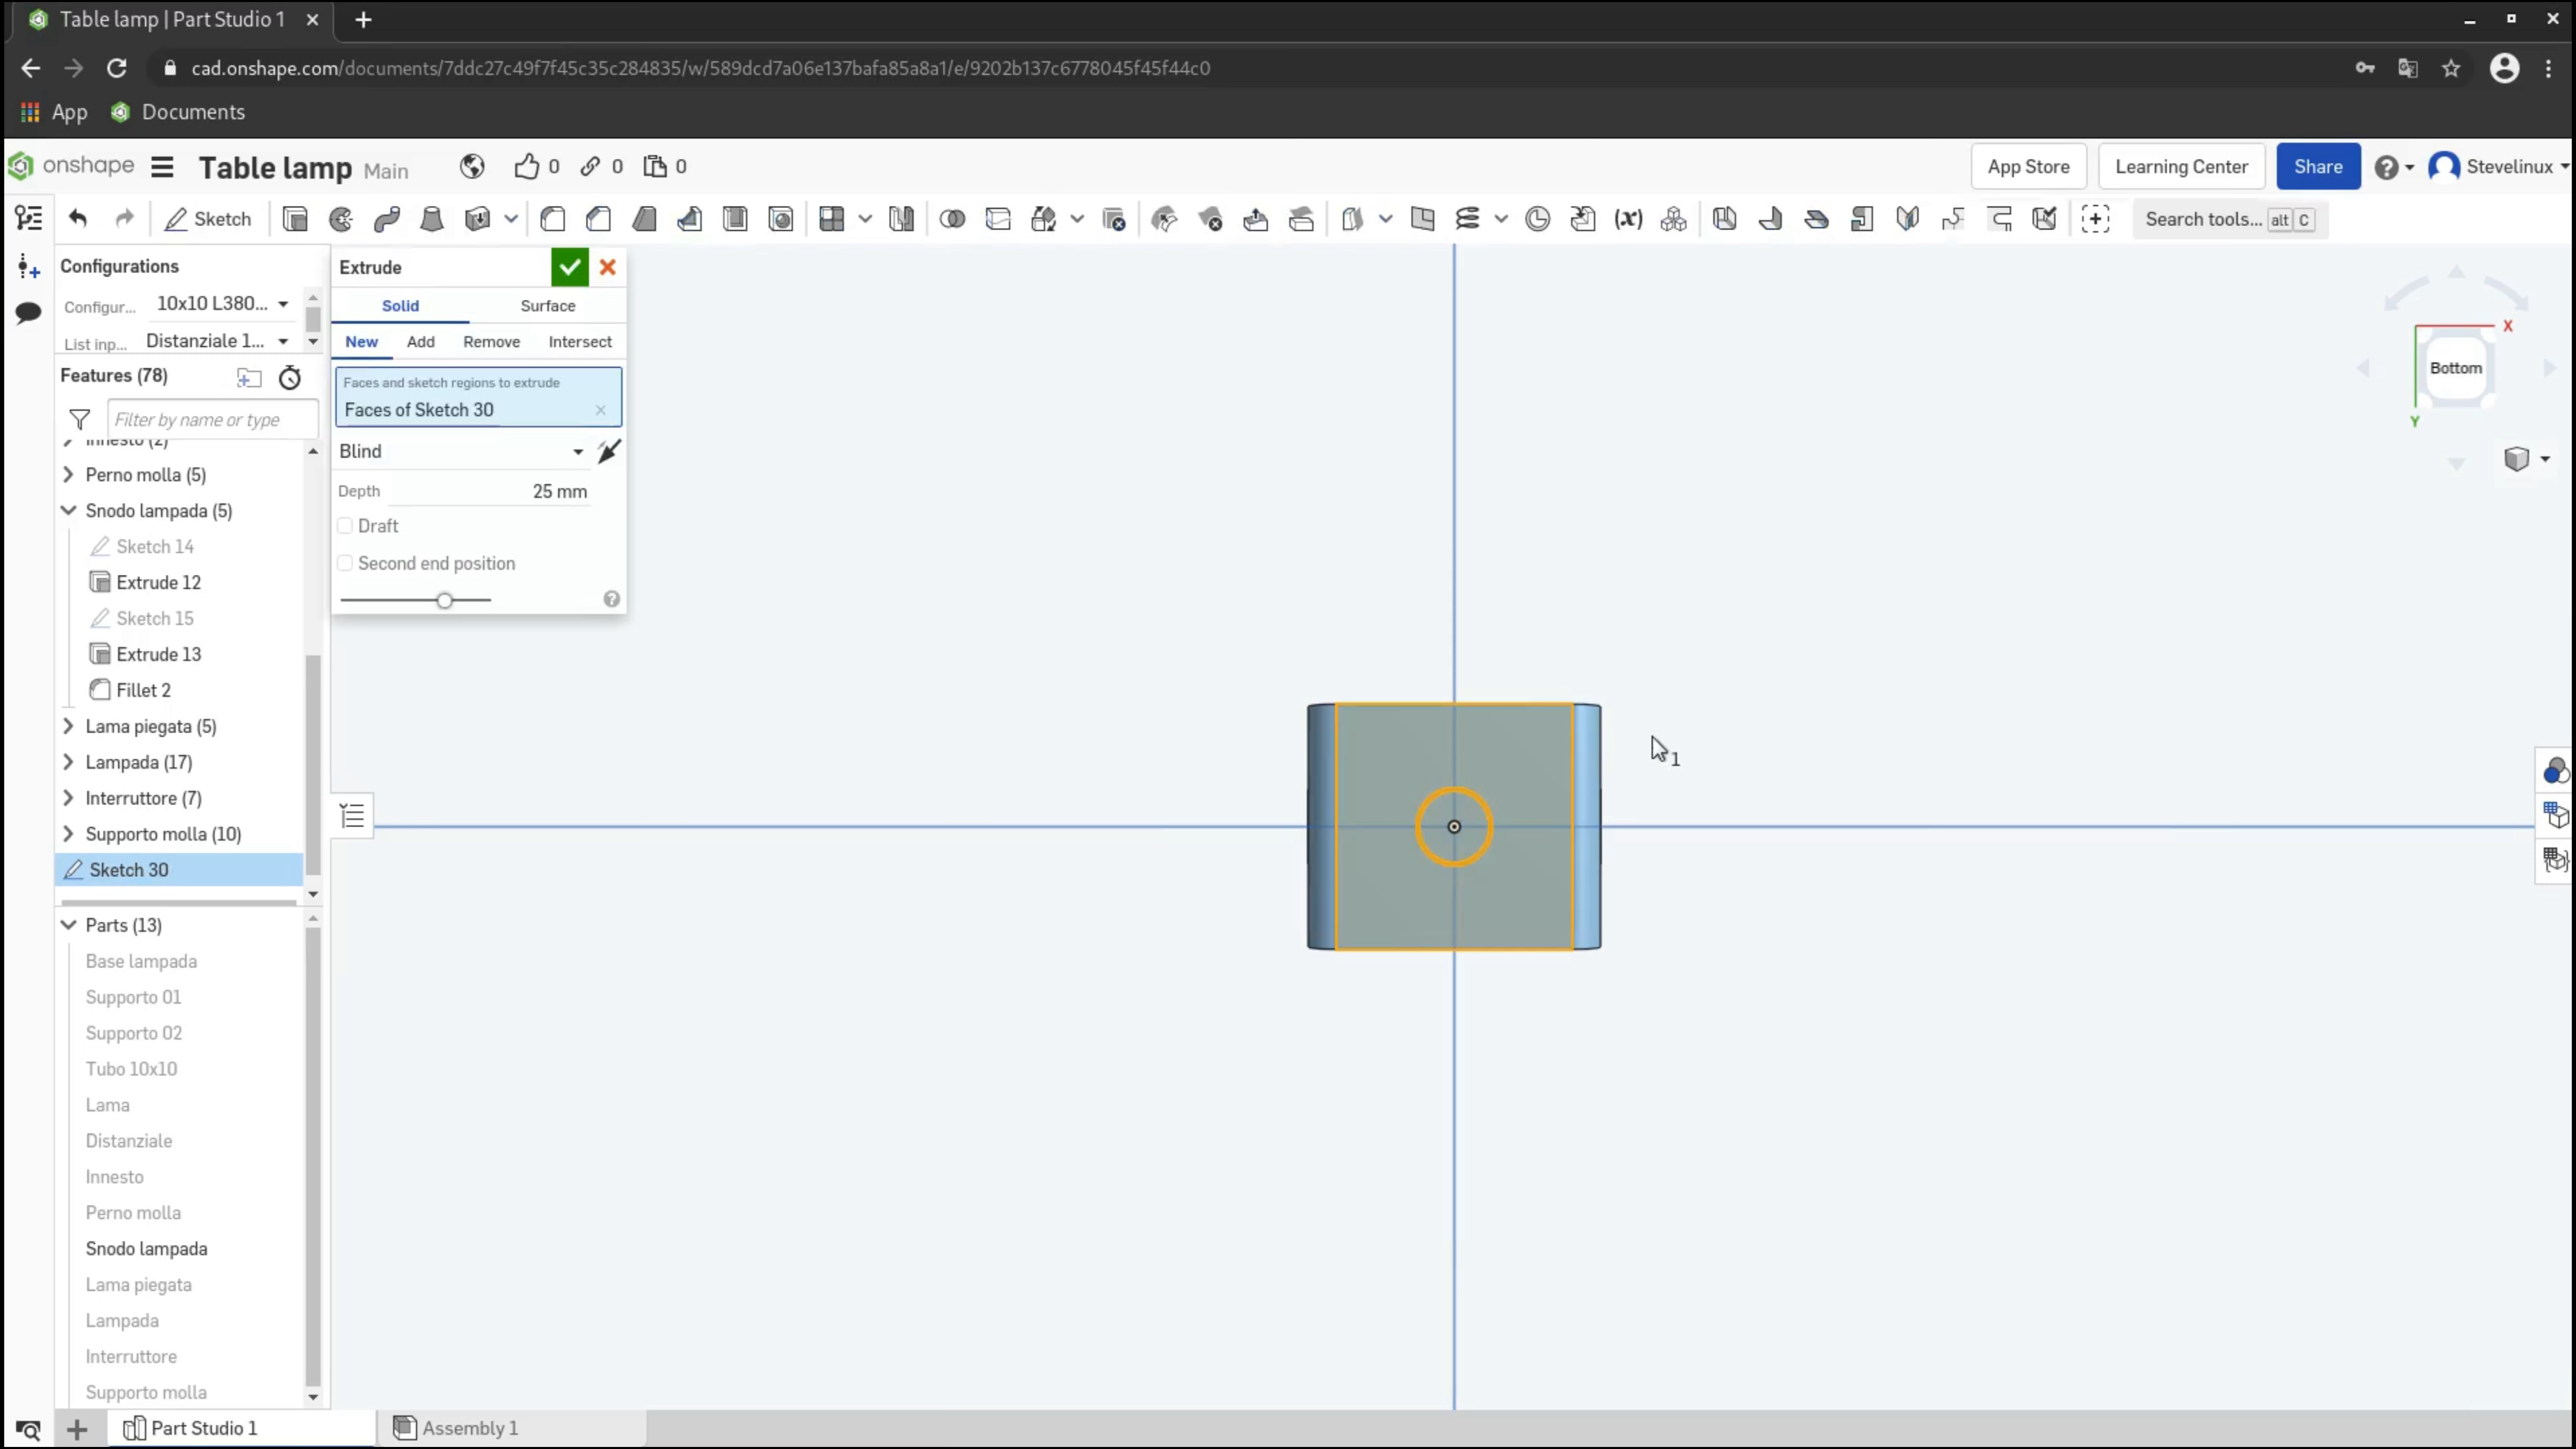 Table lamp | Part Studio 1
cad.onshape.com/documents/7ddc27c49f7f45c35c284835/w/589dcd7a06e137bafa85a8a1/e/9202b137c6778045f45f44c0
App Documents
onshape Table lamp Main 0 0 0 App Store Learning Center Share Stevelinux
Sketch (x) Search tools... alt C
Configurations
Configur... 10x10 L380...
List inp... Distanziale 1...
Features (78)
Filter by name or type
Innesto (2)
Perno molla (5)
Snodo lampada (5)
Sketch 14
Extrude 12
Sketch 15
Extrude 13
Fillet 2
Lama piegata (5)
Lampada (17)
Interruttore (7)
Supporto molla (10)
Sketch 30
Parts (13)
Base lampada
Supporto 01
Supporto 02
Tubo 10x10
Lama
Distanziale
Innesto
Perno molla
Snodo lampada
Lama piegata
Lampada
Interruttore
Supporto molla
Extrude
Solid Surface
New Add Remove Intersect
Faces and sketch regions to extrude
Faces of Sketch 30
Blind
Depth 25 mm
Draft
Second end position
X
Bottom
Y
1
Part Studio 1 Assembly 1